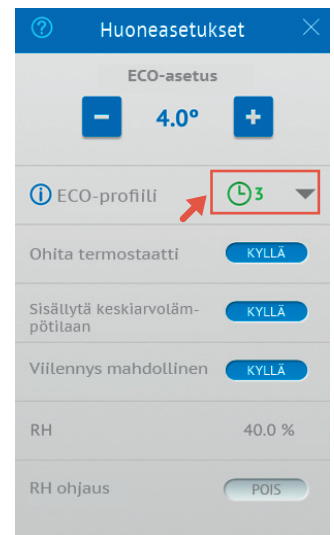 ? Huoneasetukset ×
ECO-asetus
− 4.0° +
i ECO-profiili 3
Ohita termostaatti KYLLÄ
Sisällytä keskiarvoläm-
pötilaan KYLLÄ
Viilennys mahdollinen KYLLÄ
RH 40.0 %
RH ohjaus POIS